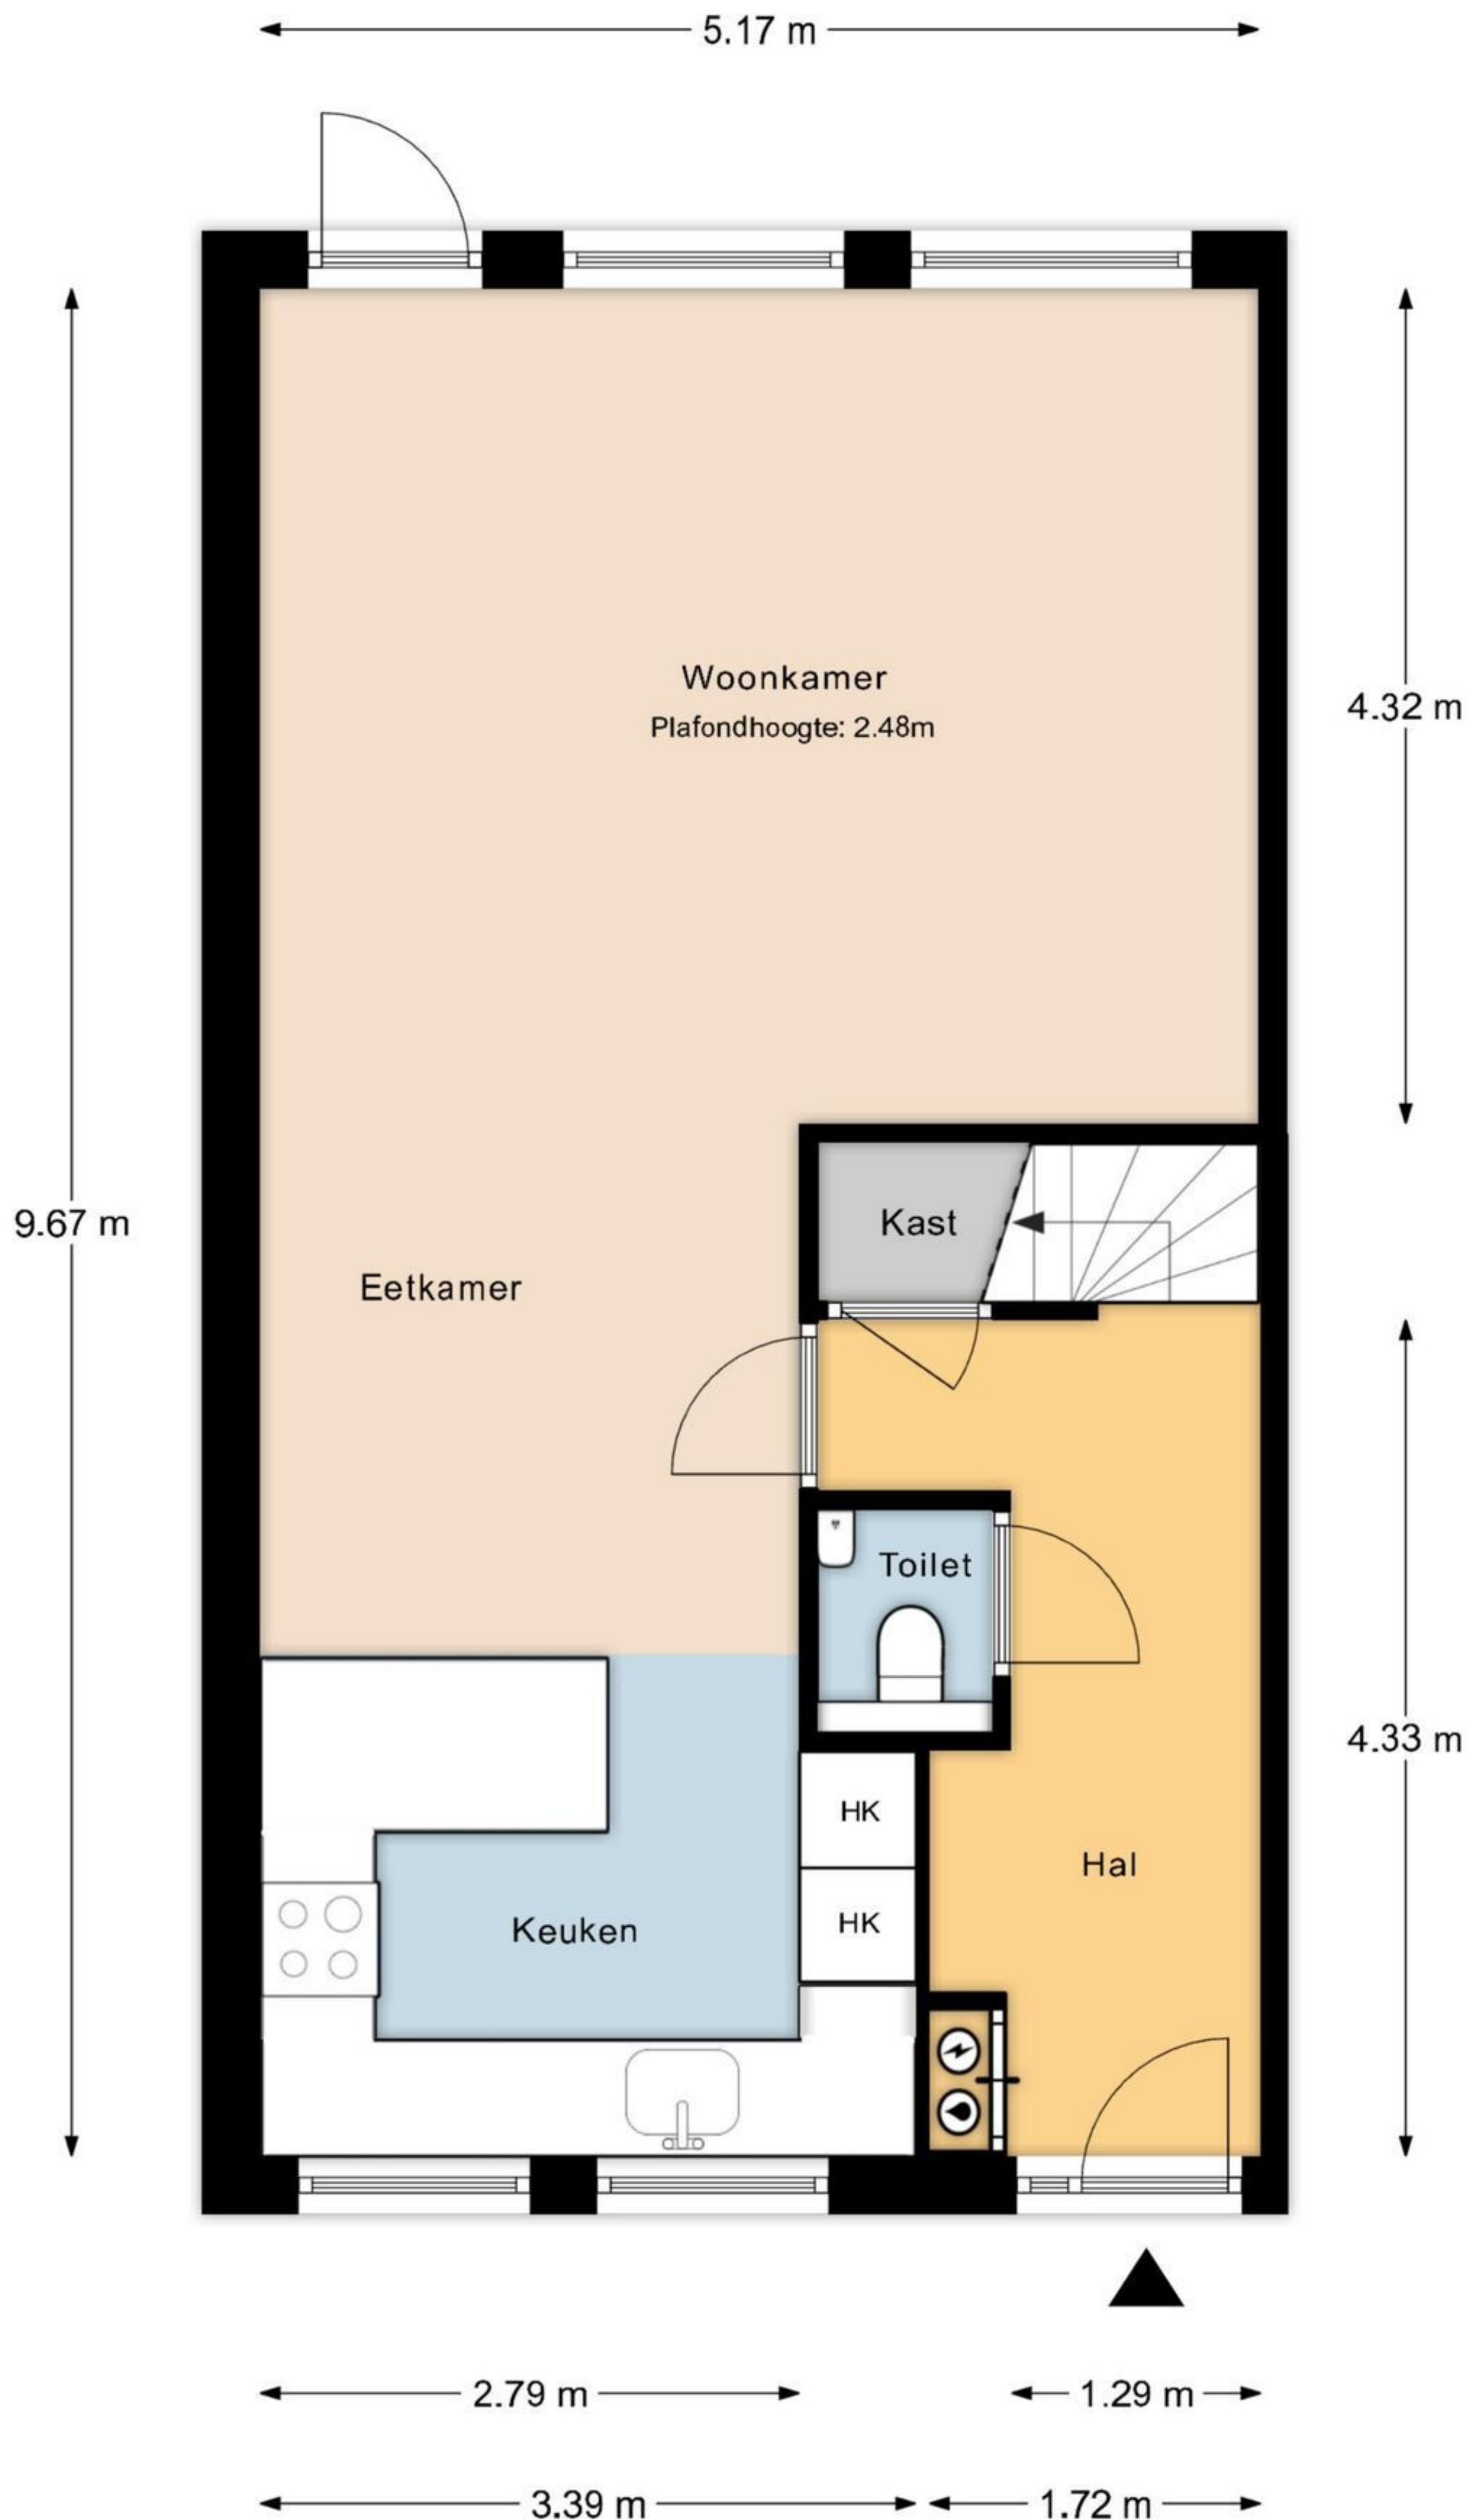 5.17 m
Woonkamer
Plafondhoogte: 2.48m
4.32 m
9.67 m
Kast
Eetkamer
Toilet
4.33 m
HK
Hal
HK
Keuken
2.79 m
1.29 m
3.39 m
1.72 m